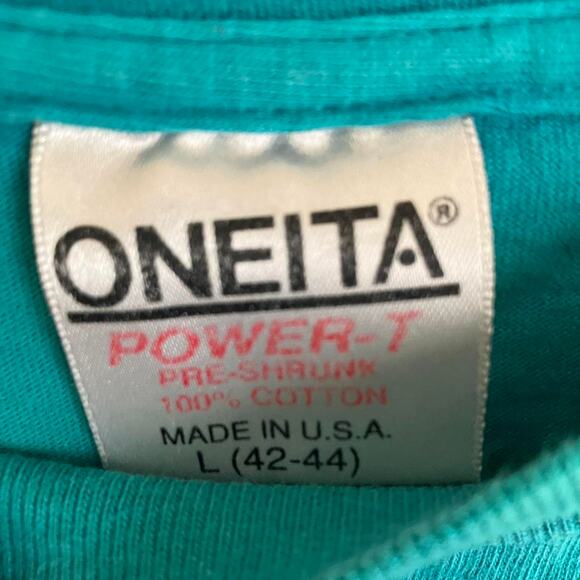 ONEITA®
POWER-T
PRE-SHRUNK
100% COTTON
MADE IN U.S.A.
L (42-44)